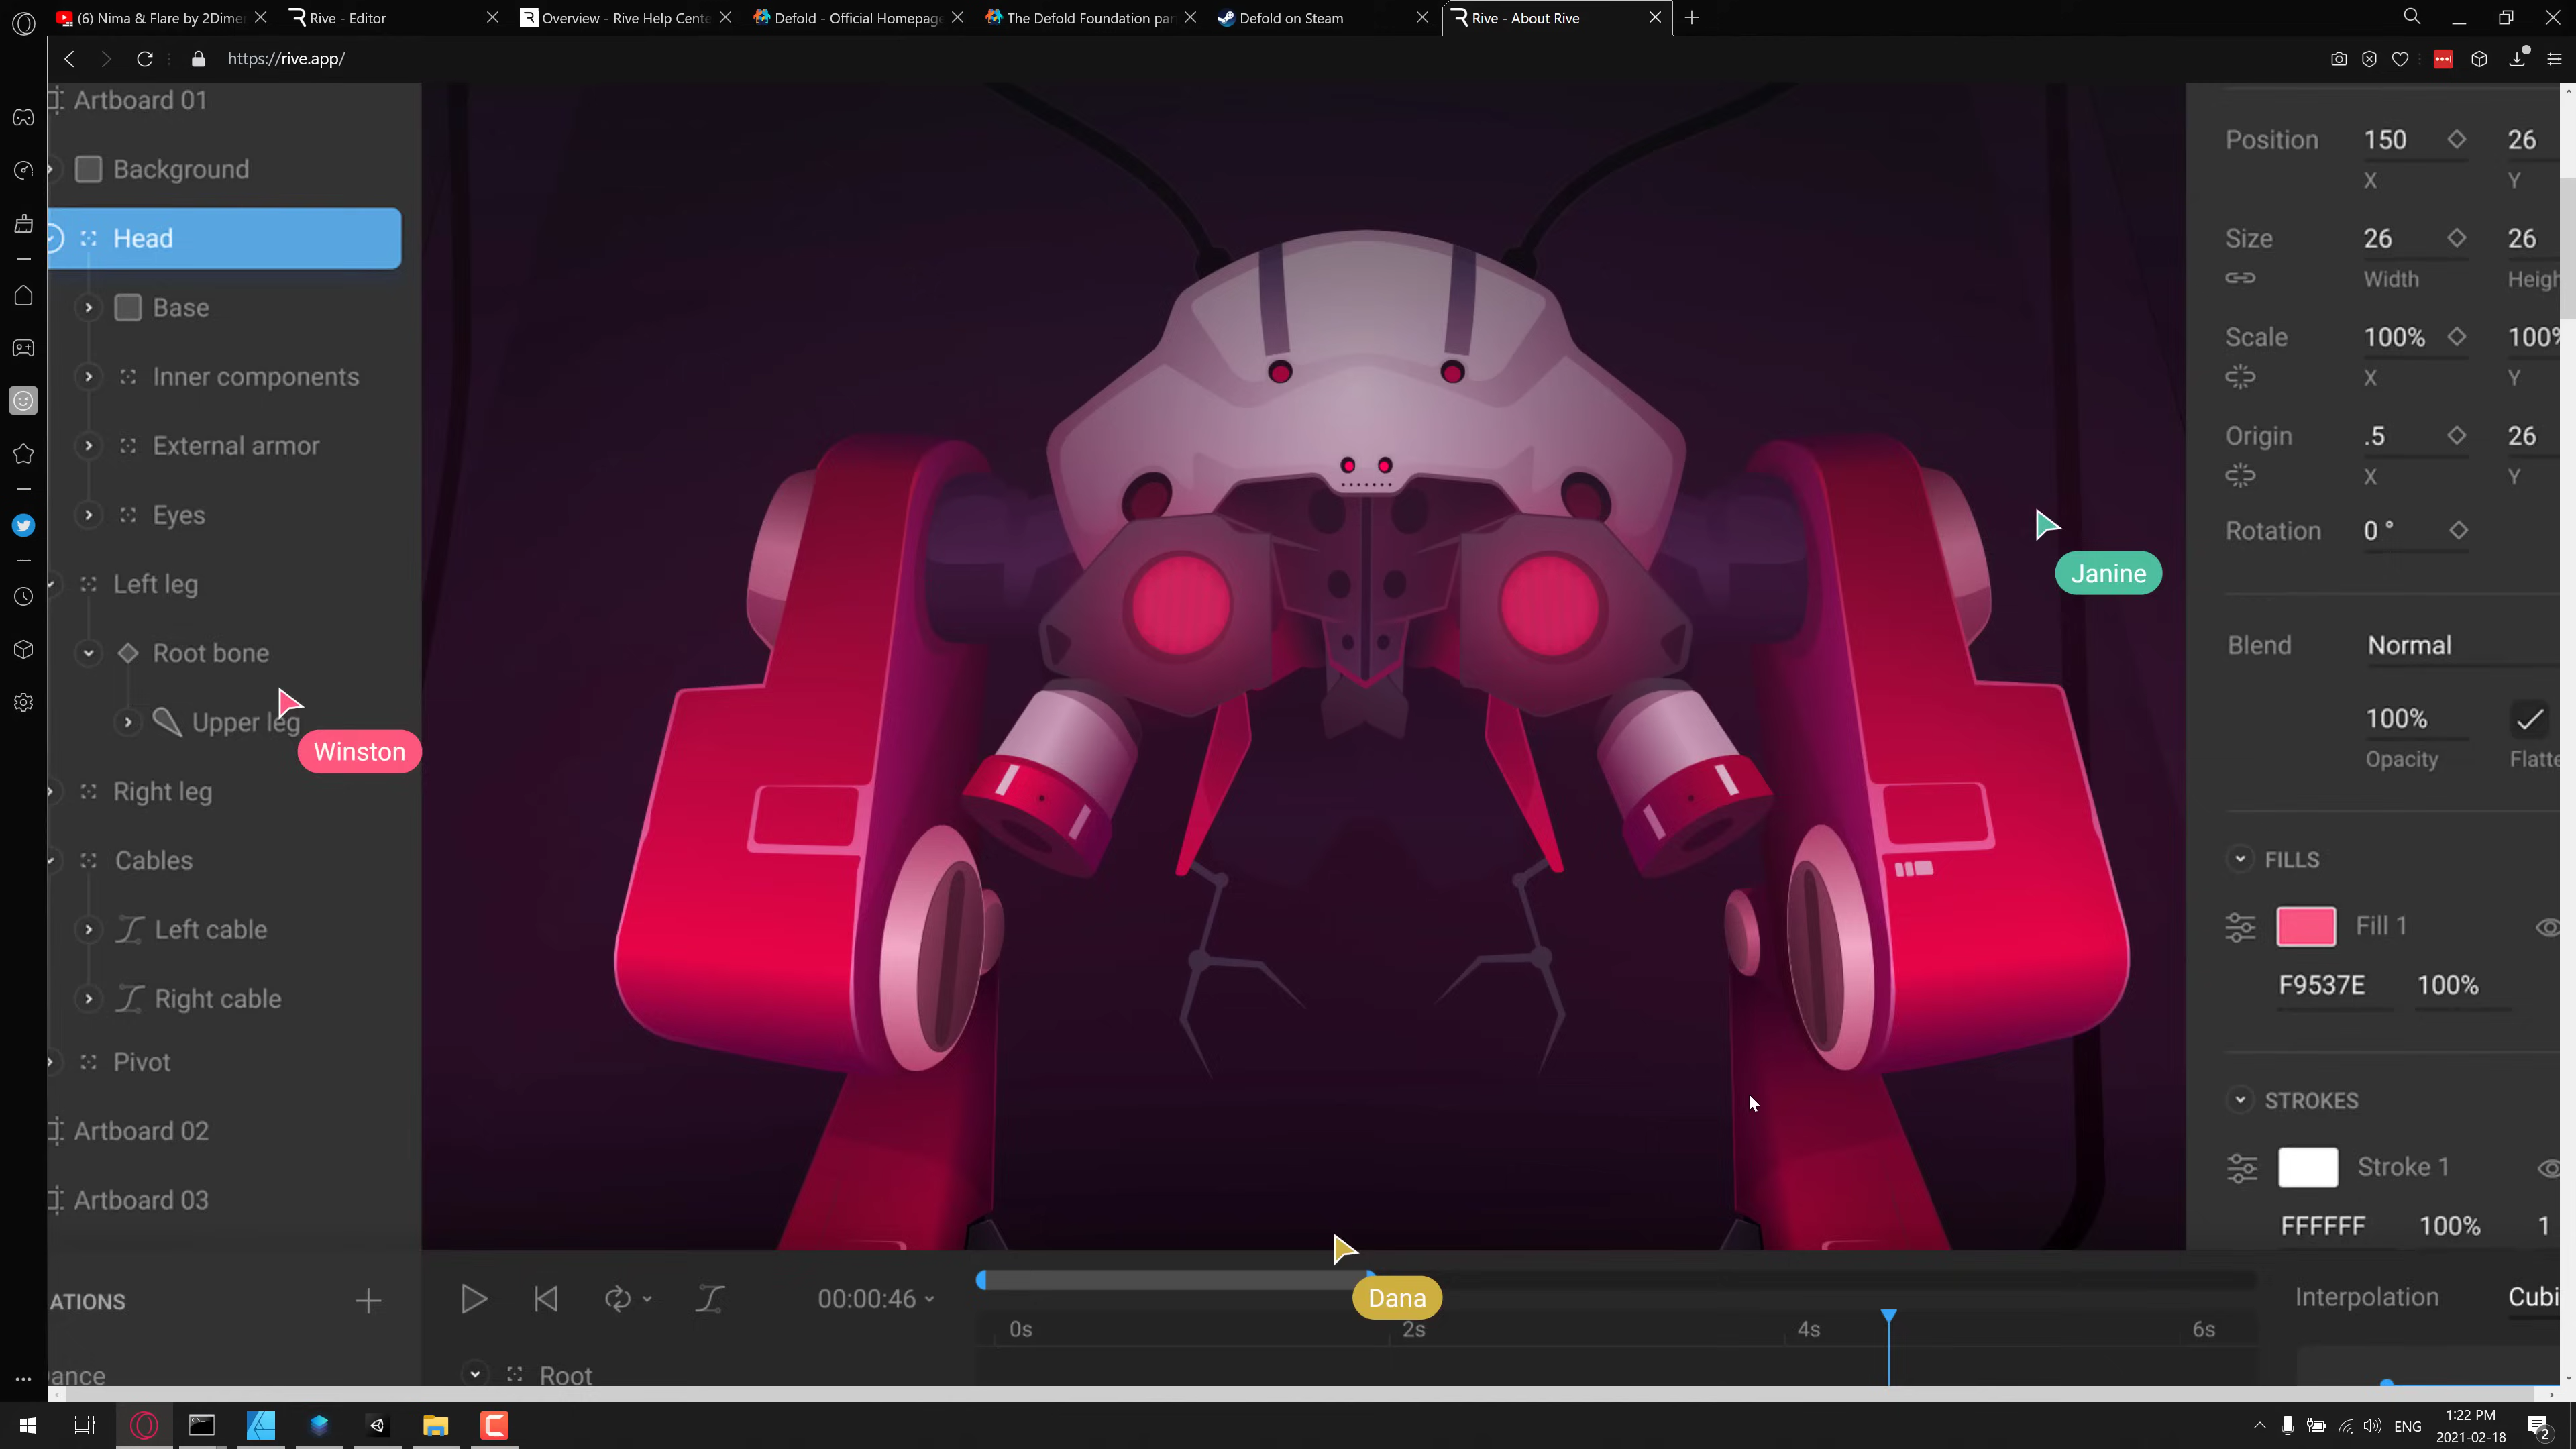 (6) Nima & Flare by 2Dimen
Rive - Editor
Overview - Rive Help Cente
Defold - Official Homepage
The Defold Foundation par
Defold on Steam
Rive - About Rive
https://rive.app/
Artboard 01
Background
Head
Base
Inner components
External armor
Eyes
Left leg
Root bone
Upper leg
Winston
Right leg
Cables
Left cable
Right cable
Pivot
Artboard 02
Artboard 03
ATIONS
ance
Janine
Dana
00:00:46
0s 2s 4s 6s
Root
Position 150 26
X Y
Size 26 26
Width Heigh
Scale 100% 100%
X Y
Origin .5 26
X Y
Rotation 0 °
Blend Normal
100%
Opacity Flatte
FILLS
Fill 1
F9537E 100%
STROKES
Stroke 1
FFFFFF 100% 1
Interpolation Cubi
ENG
1:22 PM
2021-02-18
2